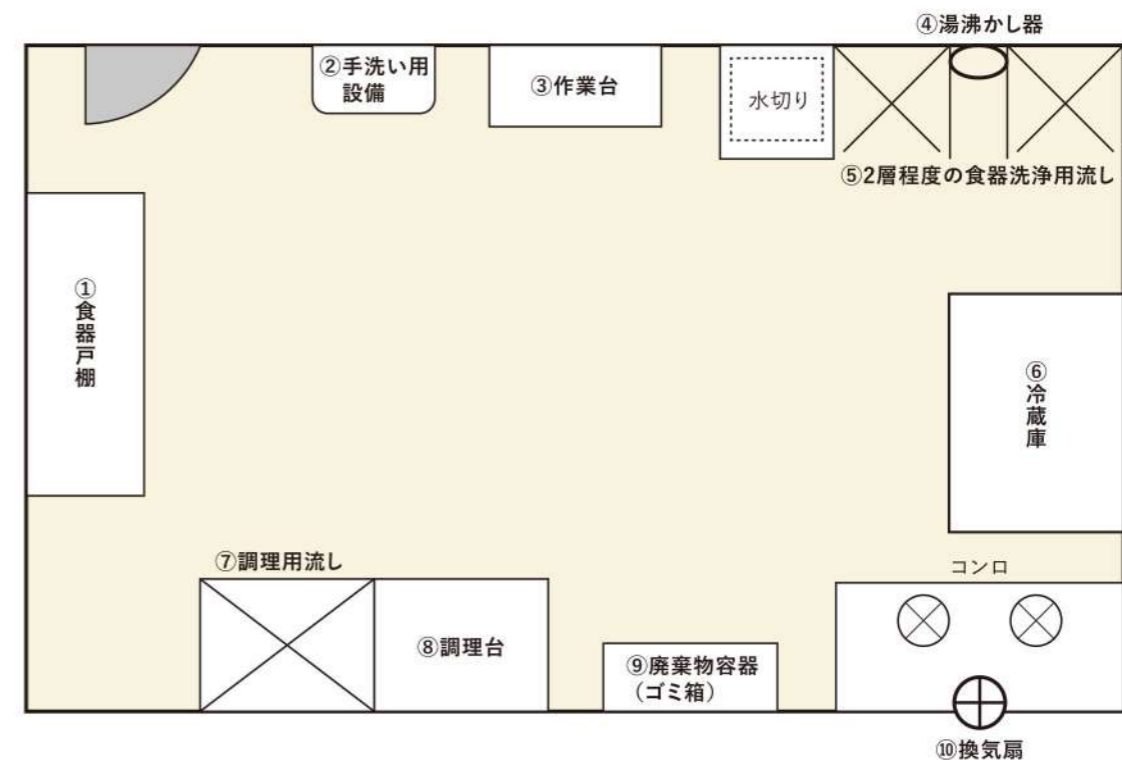 ④湯沸かし器
②手洗い用
設備
③作業台
水切り
⑤2層程度の食器洗浄用流し
①食器戸棚
⑥冷蔵庫
⑦調理用流し
コンロ
⑧調理台
⑨廃棄物容器
（ゴミ箱）
⑩換気扇